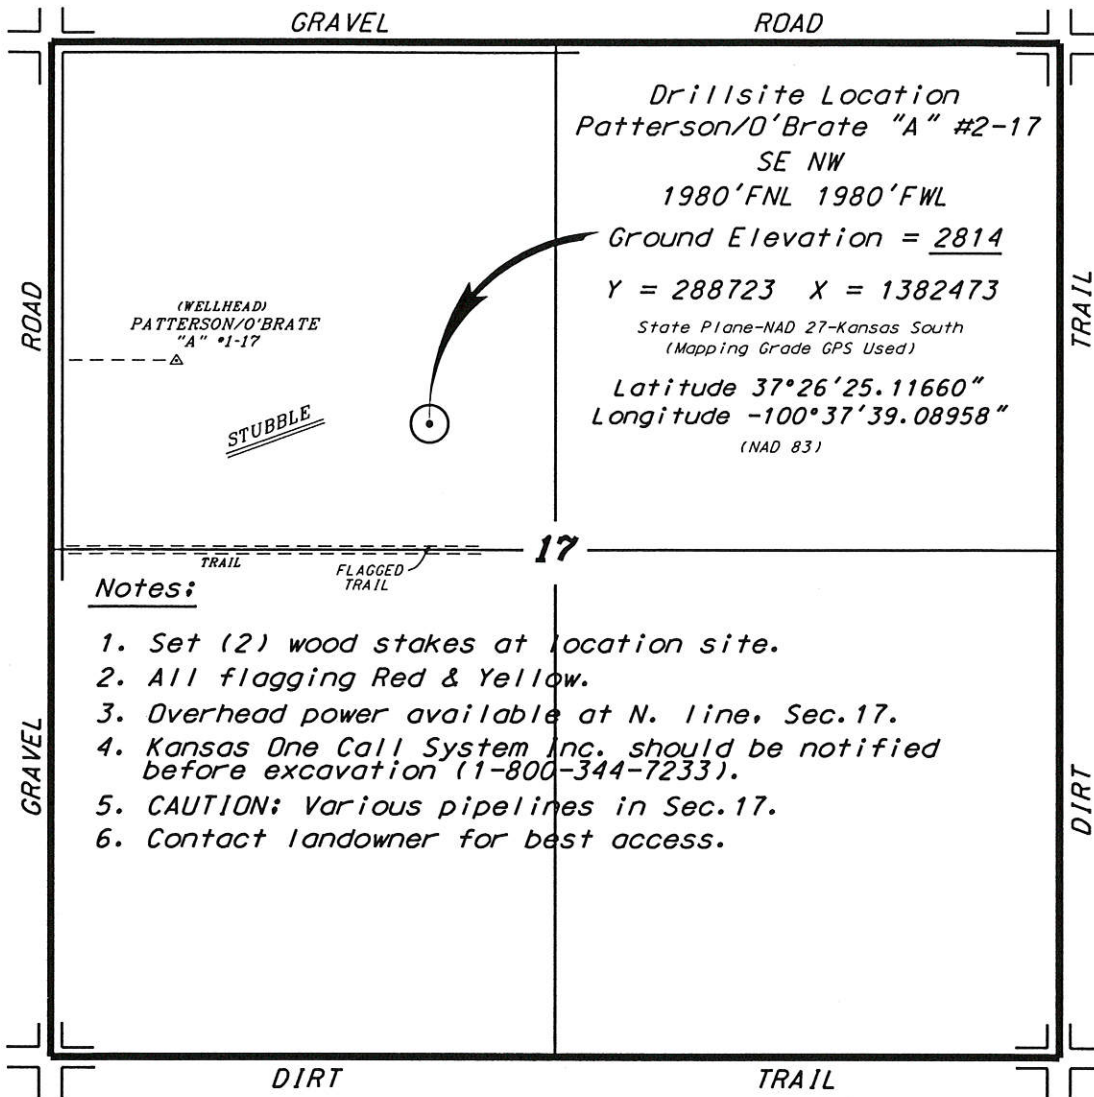 GRAVEL ROAD
Drillsite Location
Patterson/O'Brate "A" #2-17
SE NW
1980'FNL 1980'FWL
Ground Elevation = 2814
Y = 288723 X = 1382473
State Plane-NAD 27-Kansas South
(Mapping Grade GPS Used)
Latitude 37°26'25.11660"
Longitude -100°37'39.08958"
(NAD 83)
ROAD
TRAIL
(WELLHEAD)
PATTERSON/O'BRATE
"A" #1-17
STUBBLE
17
TRAIL
FLAGGED
TRAIL
Notes:
1. Set (2) wood stakes at location site.
2. All flagging Red & Yellow.
3. Overhead power available at N. line, Sec.17.
4. Kansas One Call System Inc. should be notified
before excavation (1-800-344-7233).
5. CAUTION: Various pipelines in Sec.17.
6. Contact landowner for best access.
GRAVEL
DIRT
DIRT TRAIL